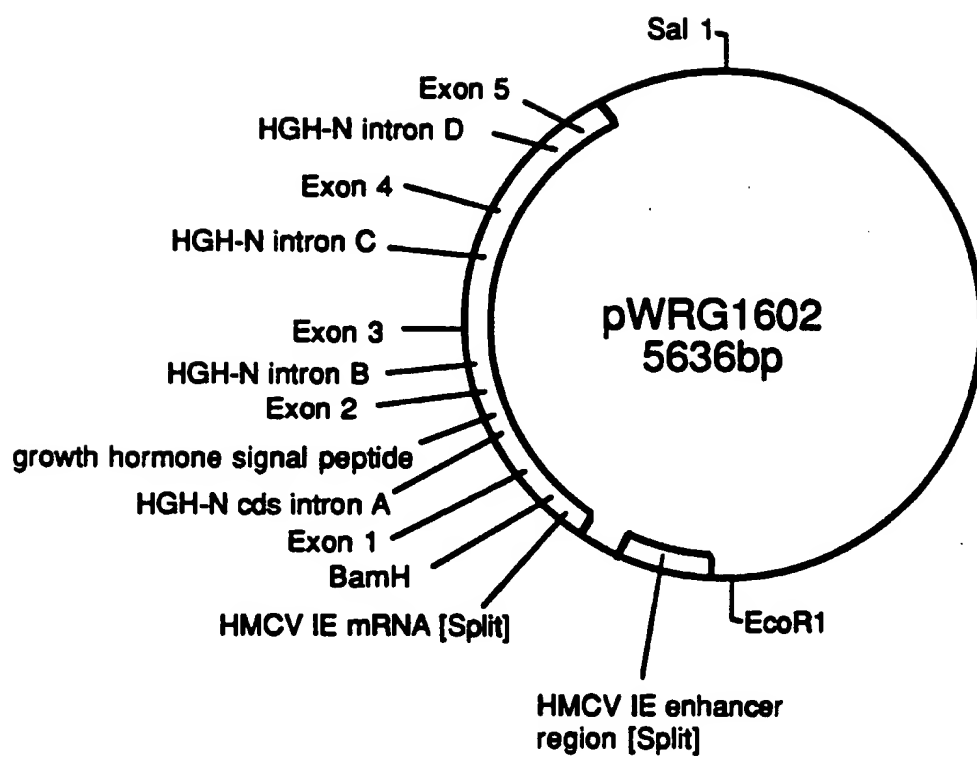 Sal 1
Exon 5
HGH-N intron D
Exon 4
HGH-N intron C
Exon 3
HGH-N intron B
Exon 2
growth hormone signal peptide
HGH-N cds intron A
Exon 1
BamH
HMCV IE mRNA [Split]
pWRG1602
5636bp
EcoR1
HMCV IE enhancer
region [Split]